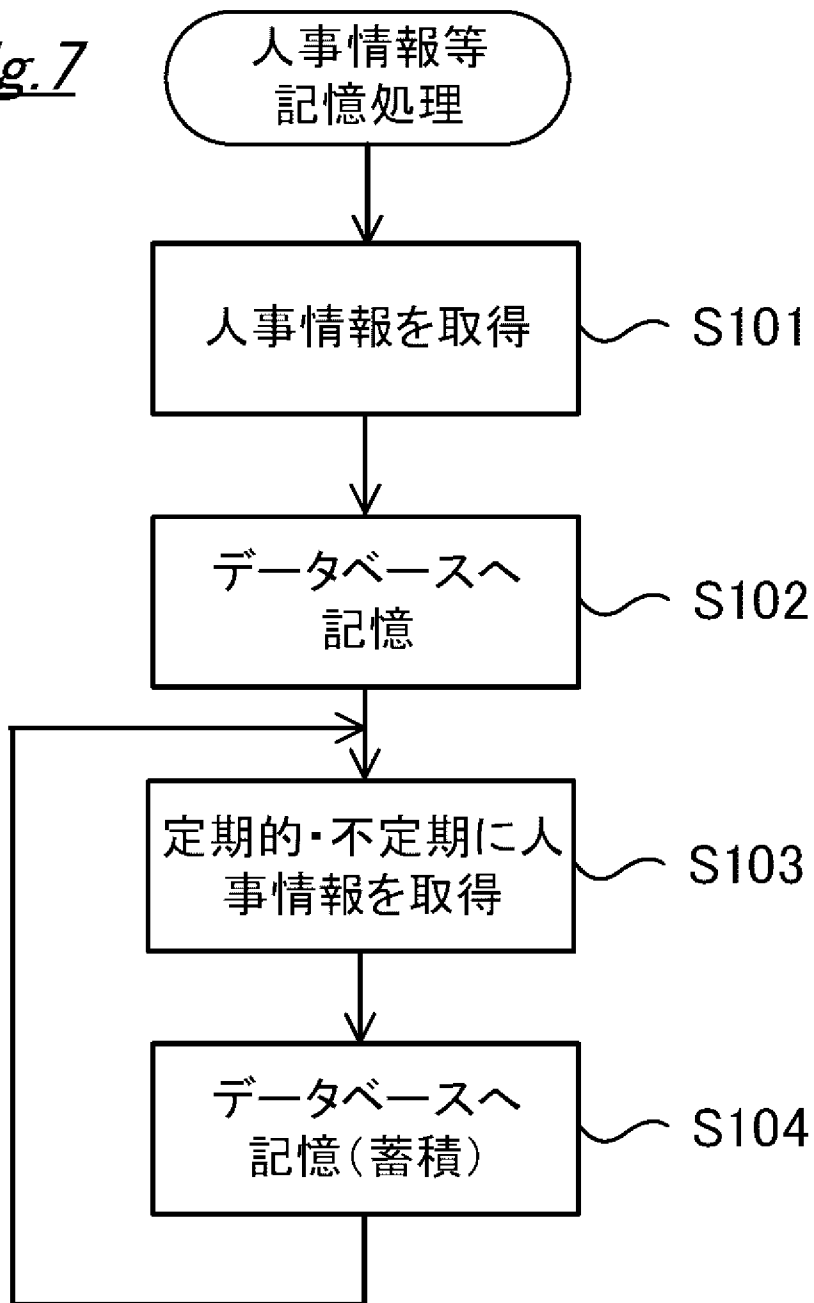 g.7
人事情報等
記憶処理
人事情報を取得
S101
データベースへ
記憶
S102
定期的・不定期に人
事情報を取得
S103
データベースへ
記憶(蓄積)
S104